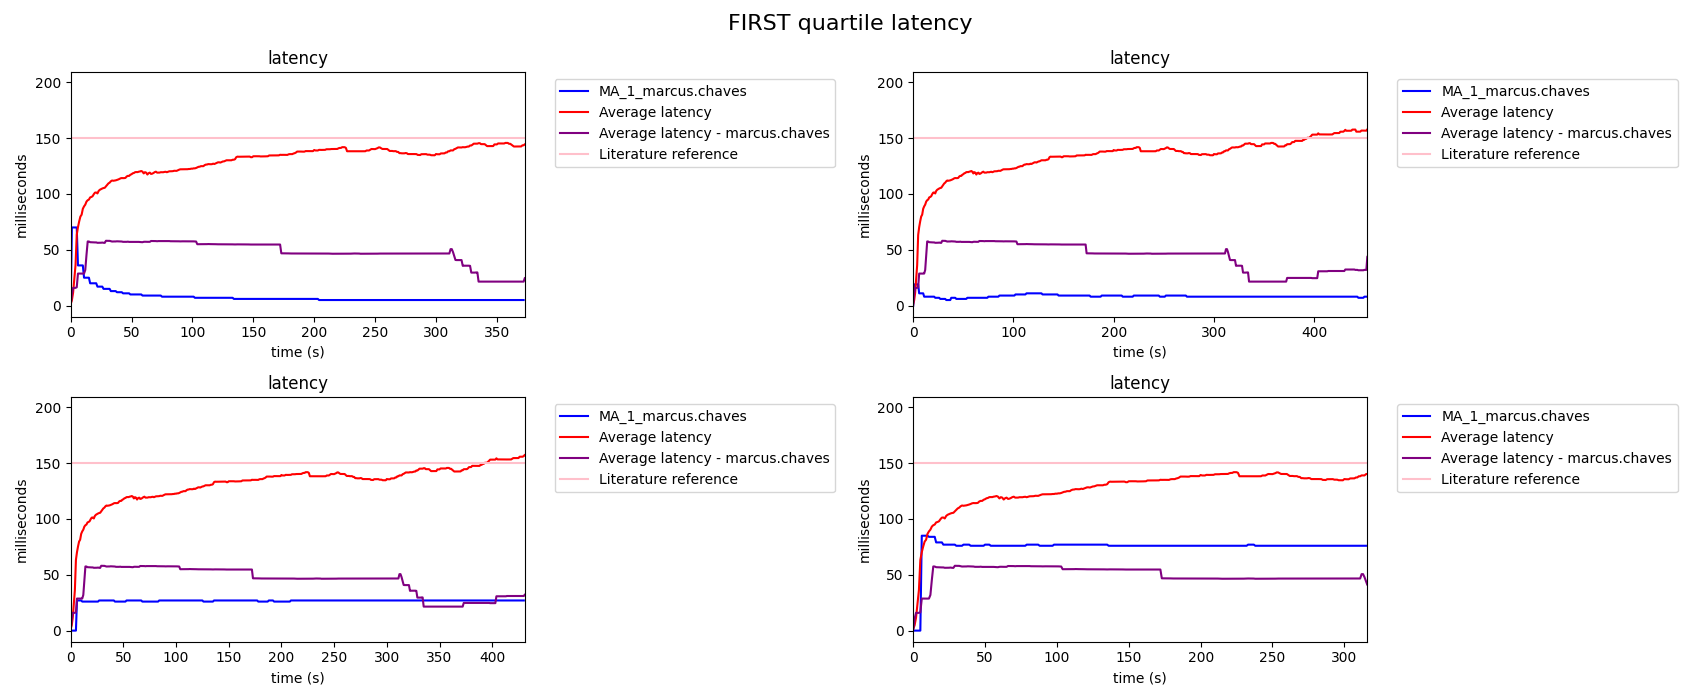 FIRST quartile latency
latency
200
150
100
50
0
milliseconds
0 50 100 150 200 250 300 350
time (s)
MA_1_marcus.chaves
Average latency
Average latency - marcus.chaves
Literature reference
latency
200
150
100
50
0
milliseconds
0 100 200 300 400
time (s)
MA_1_marcus.chaves
Average latency
Average latency - marcus.chaves
Literature reference
latency
200
150
100
50
0
milliseconds
0 50 100 150 200 250 300 350 400
time (s)
MA_1_marcus.chaves
Average latency
Average latency - marcus.chaves
Literature reference
latency
200
150
100
50
0
milliseconds
0 50 100 150 200 250 300
time (s)
MA_1_marcus.chaves
Average latency
Average latency - marcus.chaves
Literature reference